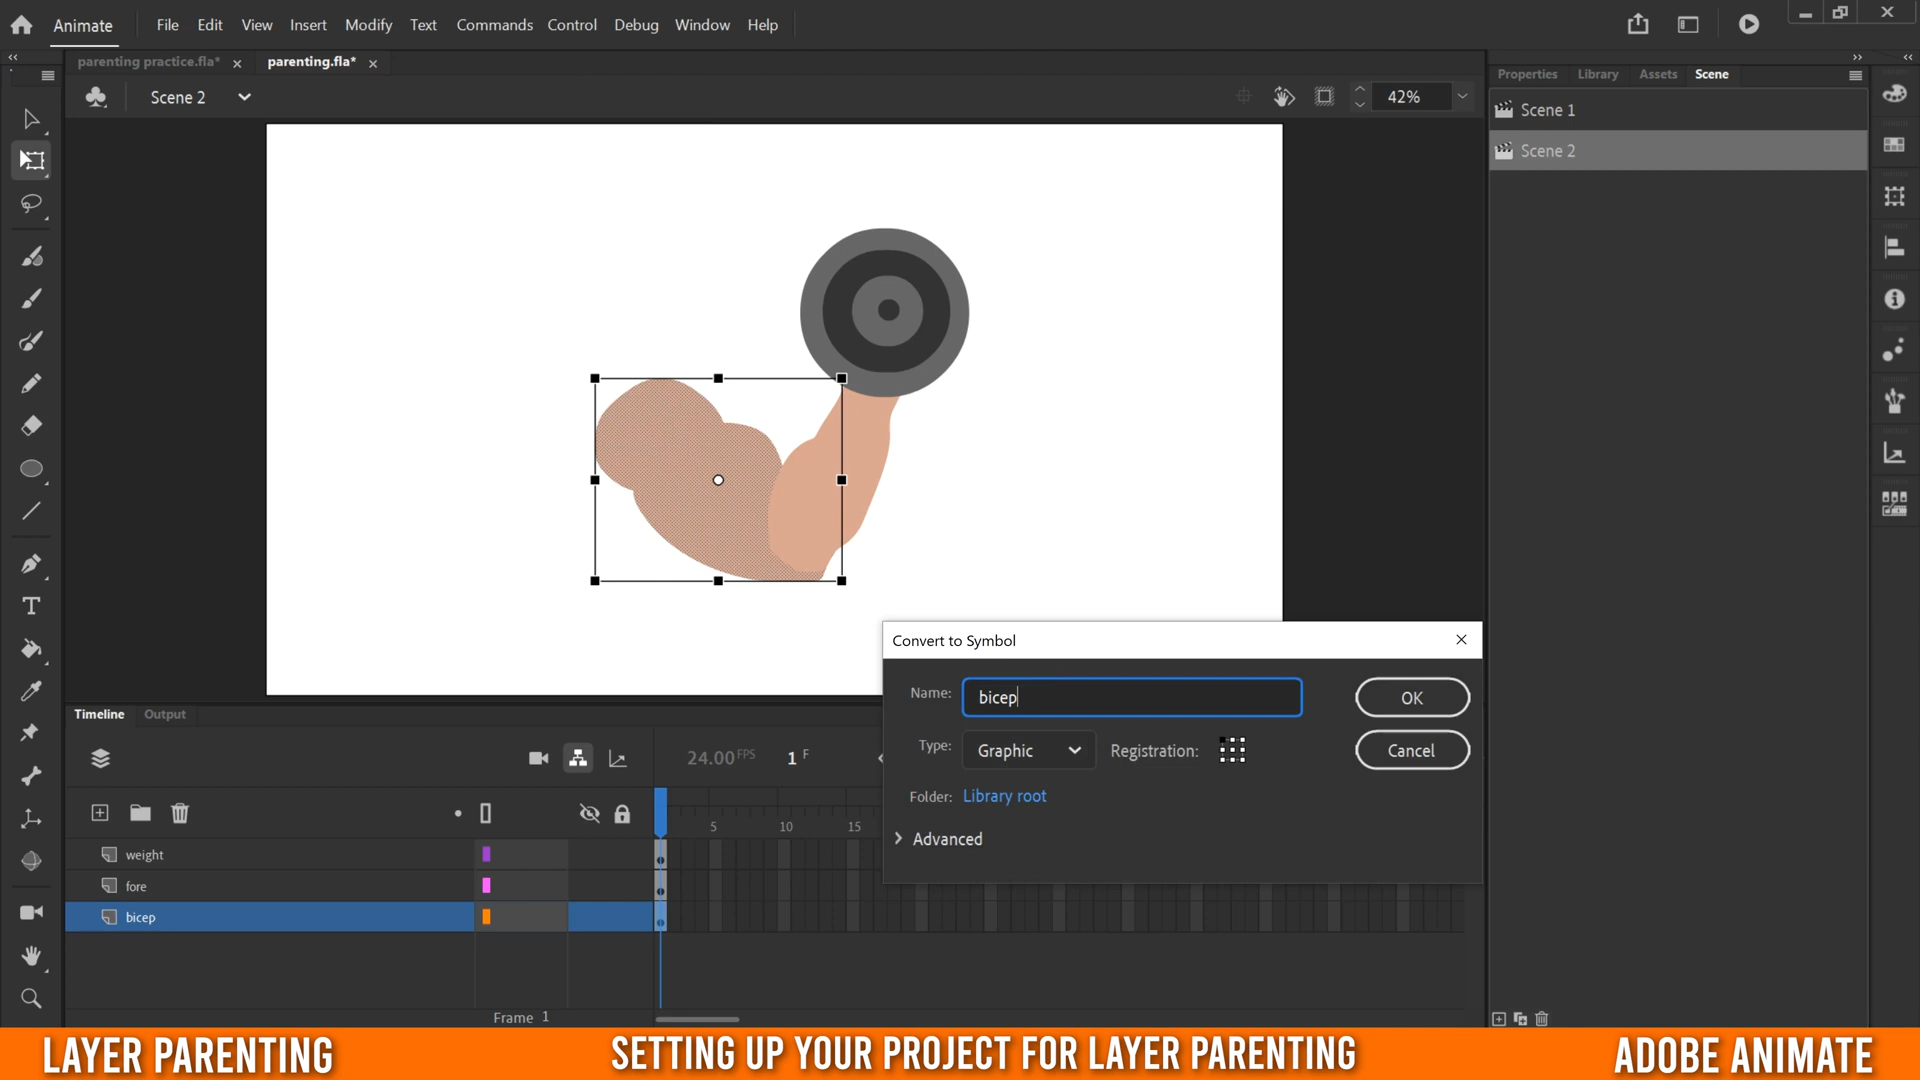 Animate File Edit View Insert Modify Text Commands Control Debug Window Help
parenting practice.fla* parenting.fla*
Properties Library Assets Scene
Scene 2 42%
Scene 1
Scene 2
Convert to Symbol
Name: bicep OK
Type: Graphic Registration: Cancel
Folder: Library root
Advanced
Timeline Output
24.00 FPS 1 F
5 10 15
weight
fore
bicep
Frame 1
LAYER PARENTING SETTING UP YOUR PROJECT FOR LAYER PARENTING ADOBE ANIMATE